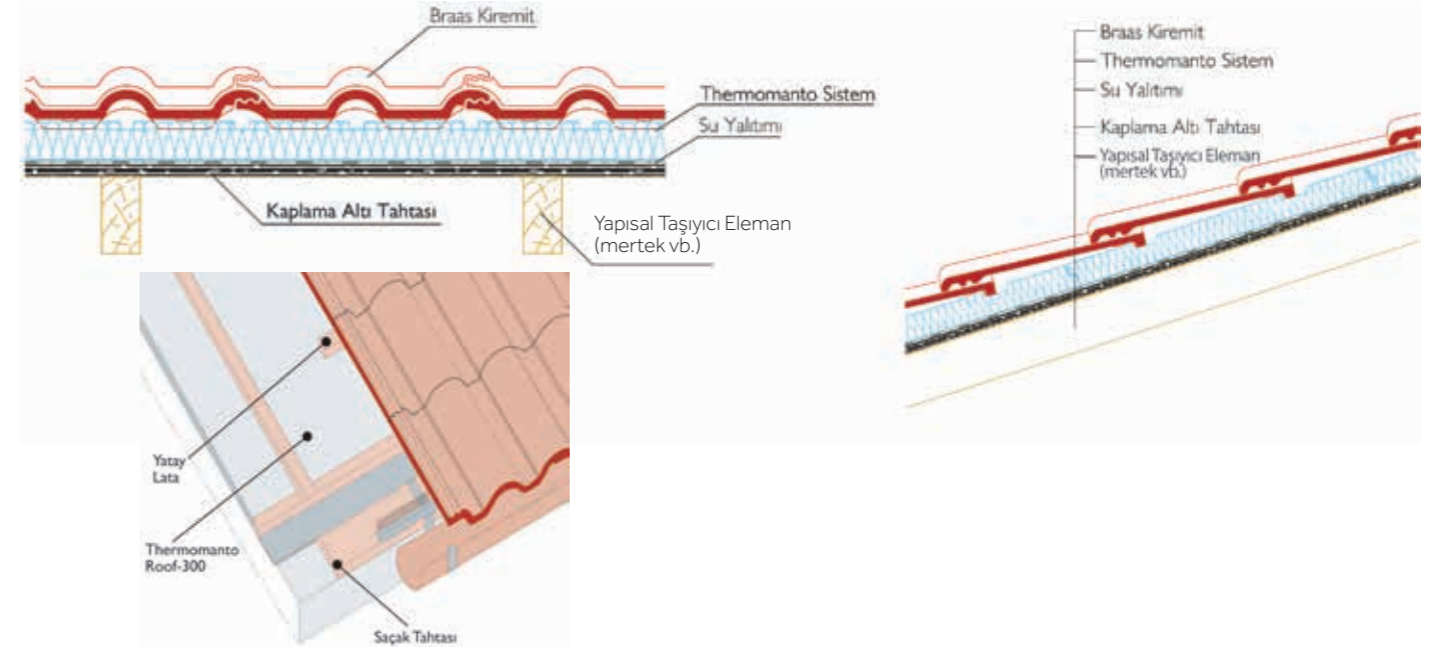 Braas Kiremit
Thermomanto Sistem
Su Yalıtımı
Kaplama Altı Tahtası
Yapısal Taşıyıcı Eleman
(mertek vb.)
Braas Kiremit
Thermomanto Sistem
Su Yalıtımı
Kaplama Altı Tahtası
Yapısal Taşıyıcı Eleman
(mertek vb.)
Yatay
Lata
Thermomanto
Roof-300
Saçak Tahtası